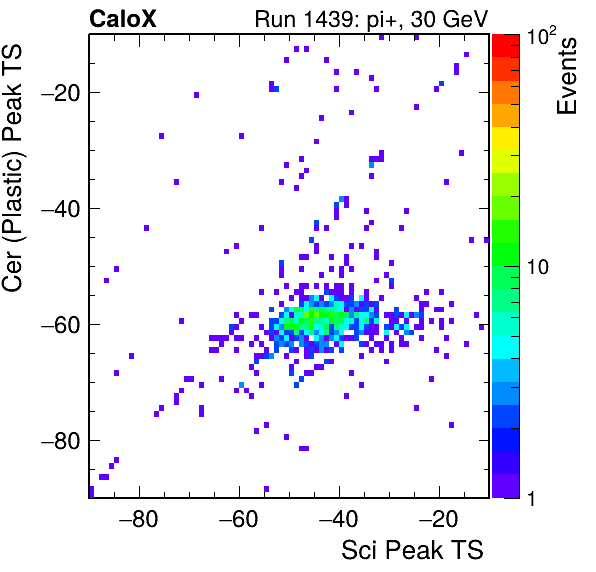 CaloX Run 1439: pi+, 30 GeV
Cer (Plastic) Peak TS
−20
−40
−60
−80
−80 −60 −40 −20
Sci Peak TS
10²
10
1
Events